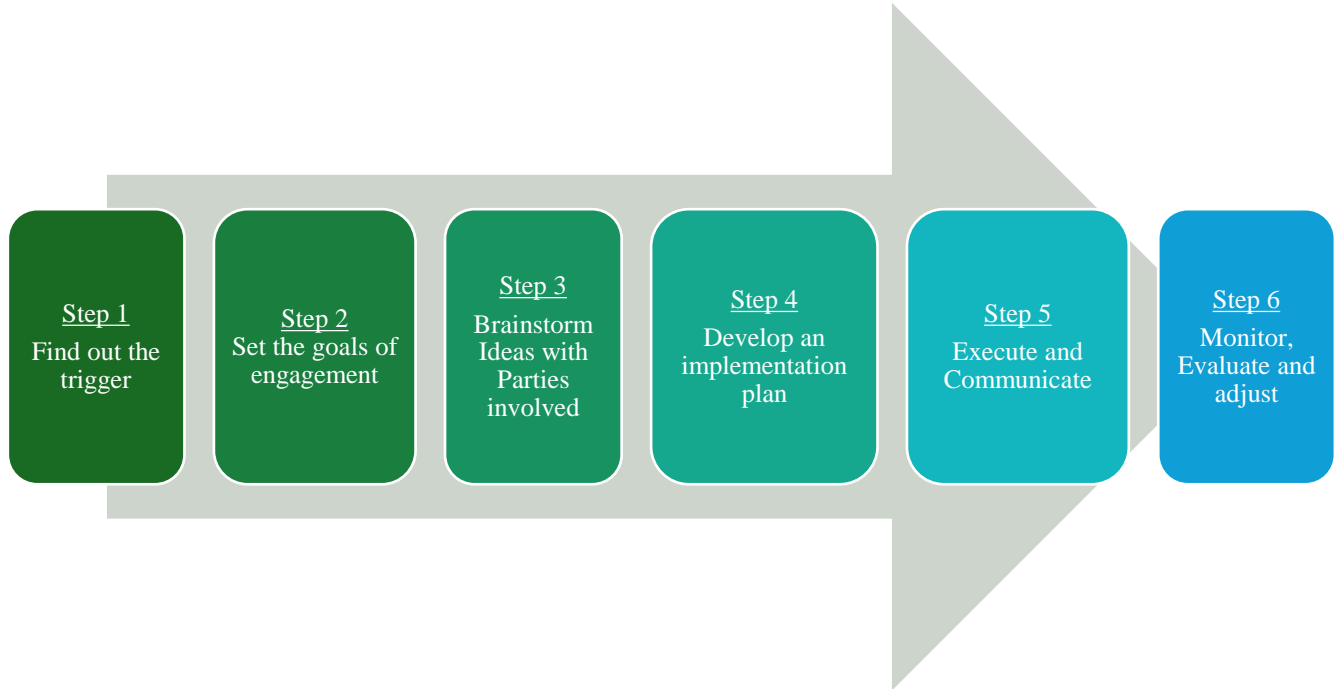 Step 1
Find out the
trigger
Step 2
Set the goals of
engagement
Step 3
Brainstorm
Ideas with
Parties
involved
Step 4
Develop an
implementation
plan
Step 5
Execute and
Communicate
Step 6
Monitor,
Evaluate and
adjust